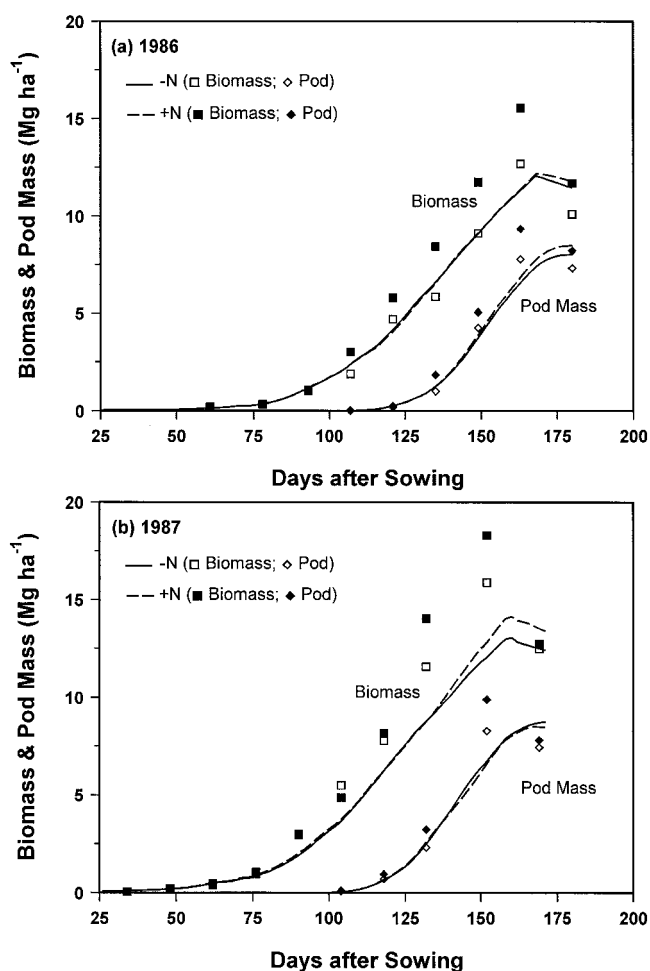 20
(a) 1986
-N (□ Biomass; ◇ Pod)
+N (■ Biomass; ◆ Pod)
15
Biomass
10
5
Pod Mass
0
25 50 75 100 125 150 175 200
Biomass & Pod Mass (Mg ha⁻¹)
Days after Sowing
20
(b) 1987
-N (□ Biomass; ◇ Pod)
+N (■ Biomass; ◆ Pod)
15
Biomass
10
5
Pod Mass
0
25 50 75 100 125 150 175 200
Biomass & Pod Mass (Mg ha⁻¹)
Days after Sowing